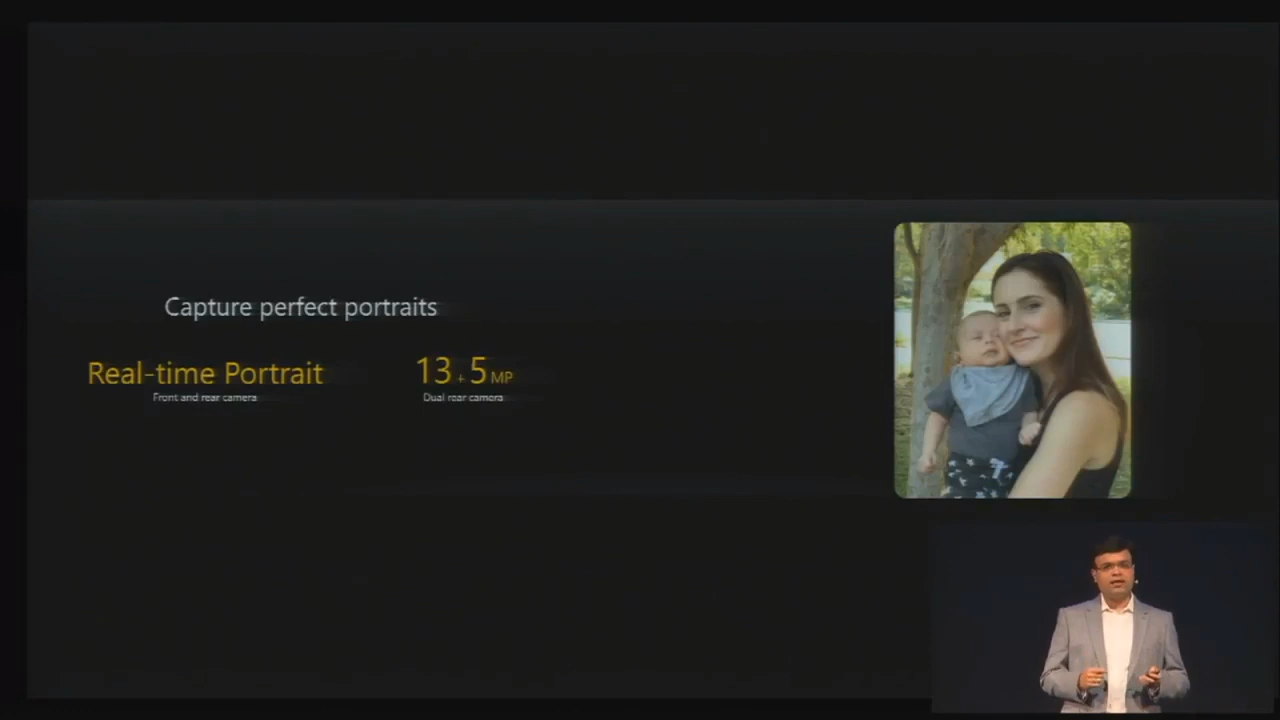 Capture perfect portraits
Real-time Portrait
Front and rear camera
13 + 5 MP
Dual rear camera